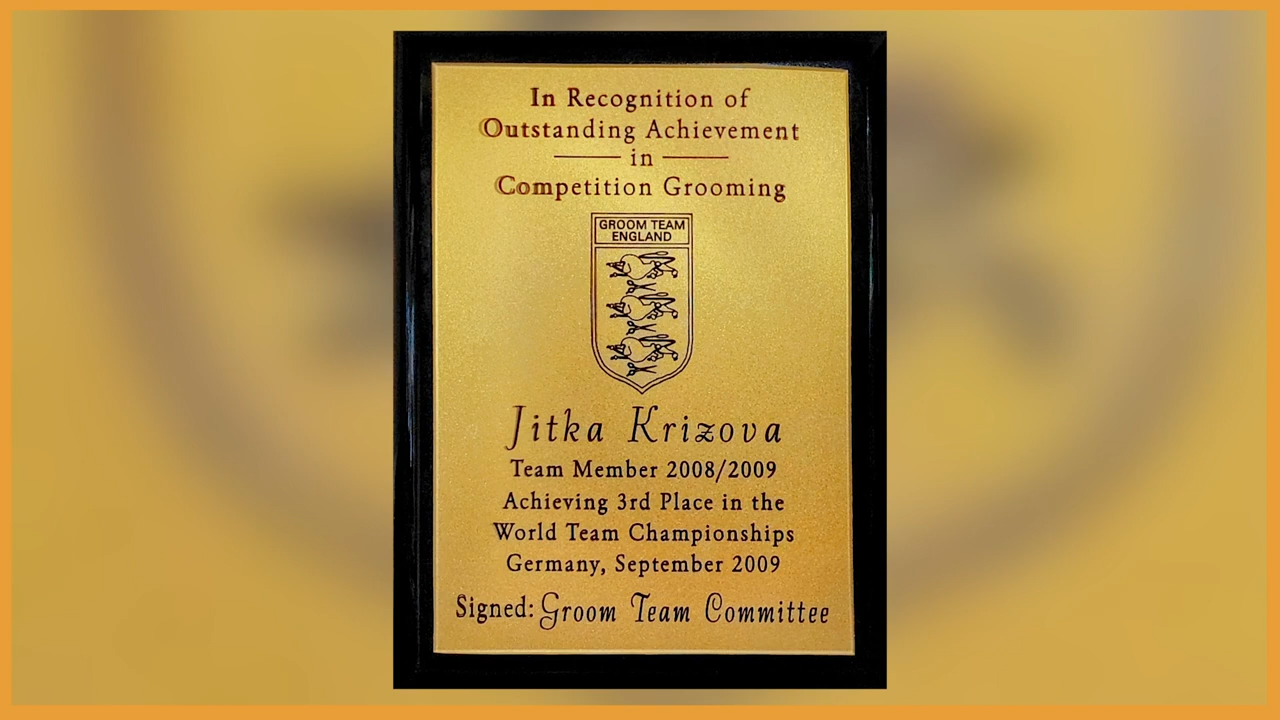 In Recognition of
Outstanding Achievement
in
Competition Grooming
GROOM TEAM
ENGLAND
Jitka Krizova
Team Member 2008/2009
Achieving 3rd Place in the
World Team Championships
Germany, September 2009
Signed: Groom Team Committee